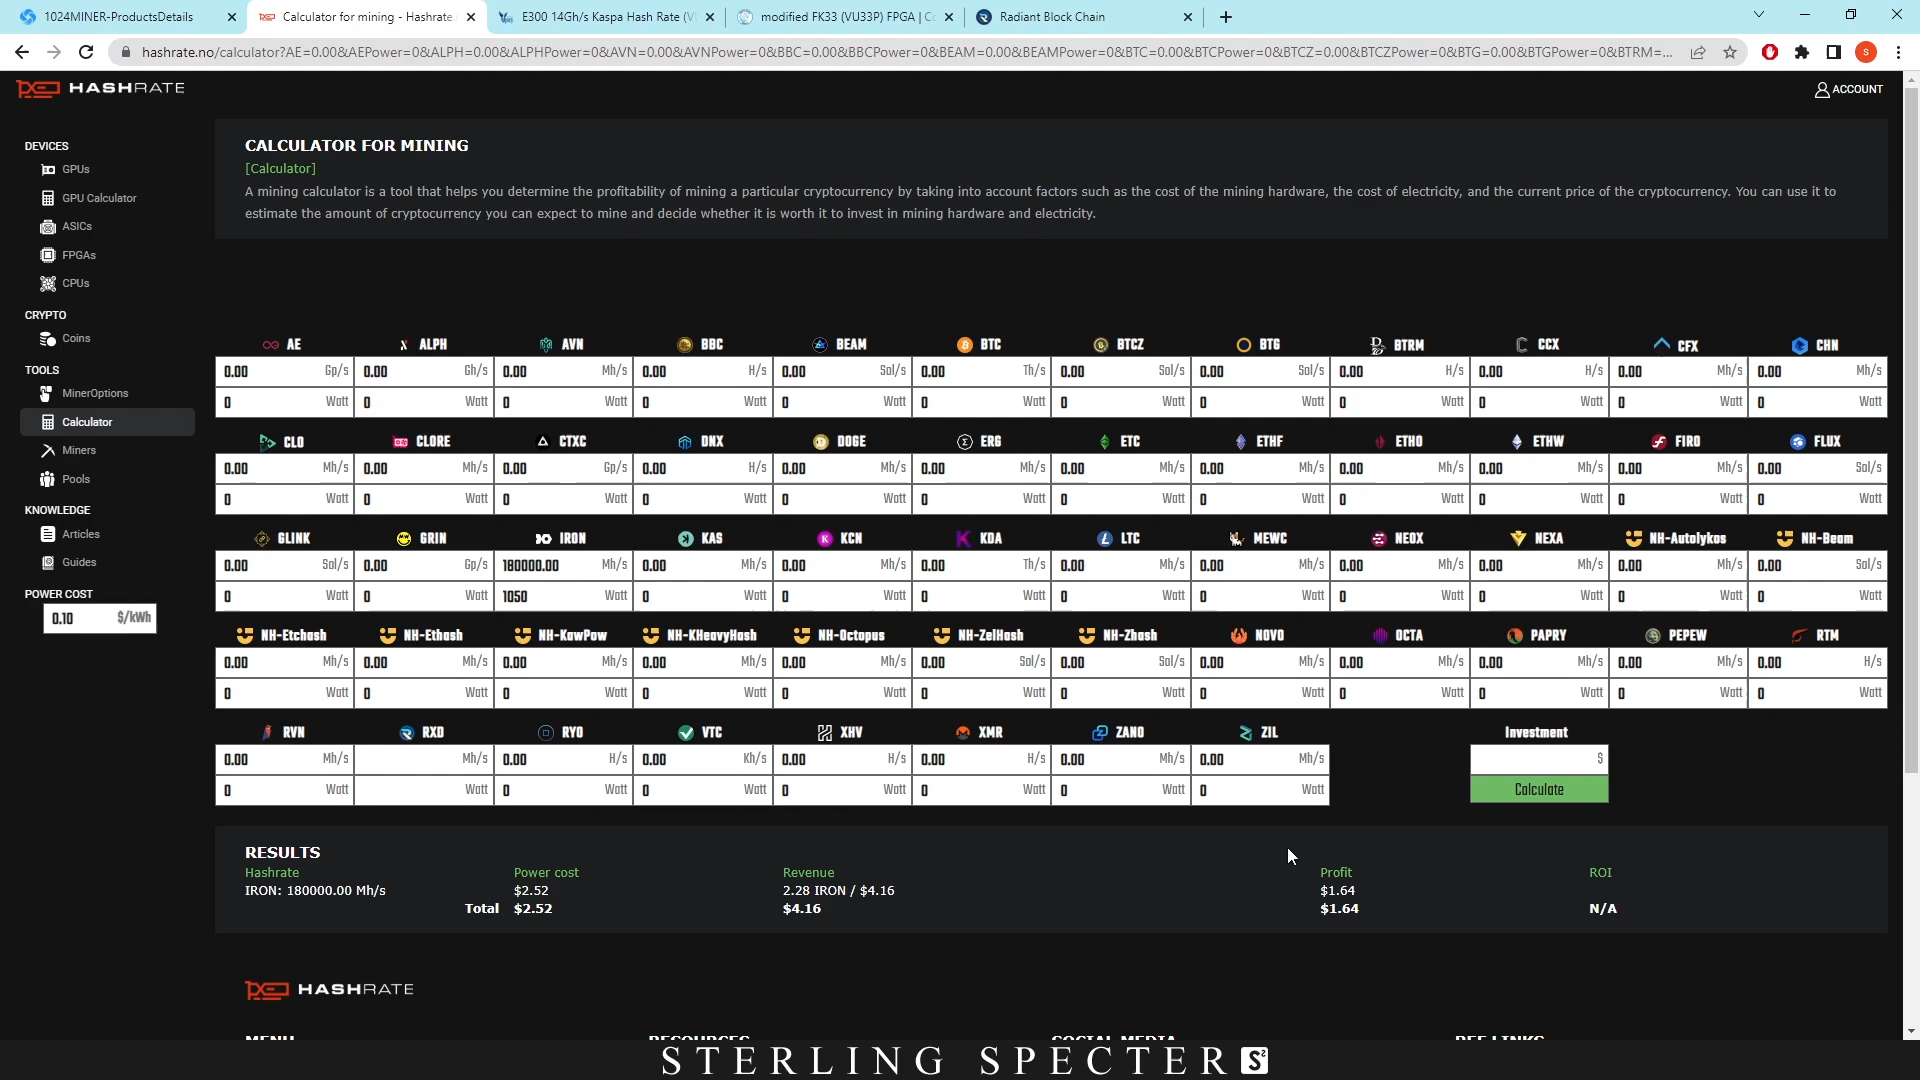 1024MINER-ProductsDetails
Calculator for mining - Hashrate.
E300 14Gh/s Kaspa Hash Rate (V
modified FK33 (VU33P) FPGA | C
Radiant Block Chain
hashrate.no/calculator?AE=0.00&AEPower=0&ALPH=0.00&ALPHPower=0&AVN=0.00&AVNPower=0&BBC=0.00&BBCPower=0&BEAM=0.00&BEAMPower=0&BTC=0.00&BTCPower=0&BTCZ=0.00&BTCZPower=0&BTG=0.00&BTGPower=0&BTRM=...
S
HASHRATE
ACCOUNT
DEVICES
GPUs
GPU Calculator
ASICs
FPGAs
CPUs
CRYPTO
Coins
TOOLS
MinerOptions
Calculator
Miners
Pools
KNOWLEDGE
Articles
Guides
POWER COST
0.10 $/kWh
CALCULATOR FOR MINING
[Calculator]
A mining calculator is a tool that helps you determine the profitability of mining a particular cryptocurrency by taking into account factors such as the cost of the mining hardware, the cost of electricity, and the current price of the cryptocurrency. You can use it to
estimate the amount of cryptocurrency you can expect to mine and decide whether it is worth it to invest in mining hardware and electricity.
AE ALPH AVN BBC BEAM BTC BTCZ BTG BTRM CCX CFX CHN
0.00 Gp/s 0.00 Gh/s 0.00 Mh/s 0.00 H/s 0.00 Sol/s 0.00 Th/s 0.00 Sol/s 0.00 Sol/s 0.00 H/s 0.00 H/s 0.00 Mh/s 0.00 Mh/s
0 Watt 0 Watt 0 Watt 0 Watt 0 Watt 0 Watt 0 Watt 0 Watt 0 Watt 0 Watt 0 Watt 0 Watt
CLO CLORE CTXC DNX DOGE ERG ETC ETHF ETHO ETHW FIRO FLUX
0.00 Mh/s 0.00 Mh/s 0.00 Gp/s 0.00 H/s 0.00 Mh/s 0.00 Mh/s 0.00 Mh/s 0.00 Mh/s 0.00 Mh/s 0.00 Mh/s 0.00 Mh/s 0.00 Sol/s
0 Watt 0 Watt 0 Watt 0 Watt 0 Watt 0 Watt 0 Watt 0 Watt 0 Watt 0 Watt 0 Watt 0 Watt
GLINK GRIN IRON KAS KCN KDA LTC MEWC NEOX NEXA NH-Autolykos NH-Beam
0.00 Sol/s 0.00 Gp/s 180000.00 Mh/s 0.00 Mh/s 0.00 Mh/s 0.00 Th/s 0.00 Mh/s 0.00 Mh/s 0.00 Mh/s 0.00 Mh/s 0.00 Mh/s 0.00 Sol/s
0 Watt 0 Watt 1050 Watt 0 Watt 0 Watt 0 Watt 0 Watt 0 Watt 0 Watt 0 Watt 0 Watt 0 Watt
NH-Etchash NH-Ethash NH-KawPow NH-KHeavyHash NH-Octopus NH-ZelHash NH-Zhash NOVO OCTA PAPRY PEPEW RTM
0.00 Mh/s 0.00 Mh/s 0.00 Mh/s 0.00 Mh/s 0.00 Mh/s 0.00 Sol/s 0.00 Sol/s 0.00 Mh/s 0.00 Mh/s 0.00 Mh/s 0.00 Mh/s 0.00 H/s
0 Watt 0 Watt 0 Watt 0 Watt 0 Watt 0 Watt 0 Watt 0 Watt 0 Watt 0 Watt 0 Watt 0 Watt
RVN RXD RYO VTC XHV XMR ZANO ZIL Investment
0.00 Mh/s Mh/s 0.00 H/s 0.00 Kh/s 0.00 H/s 0.00 H/s 0.00 Mh/s 0.00 Mh/s $
0 Watt Watt 0 Watt 0 Watt 0 Watt 0 Watt 0 Watt 0 Watt Calculate
RESULTS
Hashrate Power cost Revenue Profit ROI
IRON: 180000.00 Mh/s $2.52 2.28 IRON / $4.16 $1.64
Total $2.52 $4.16 $1.64 N/A
HASHRATE
MENU RESOURCES SOCIAL MEDIA REF LINKS
STERLING SPECTER S